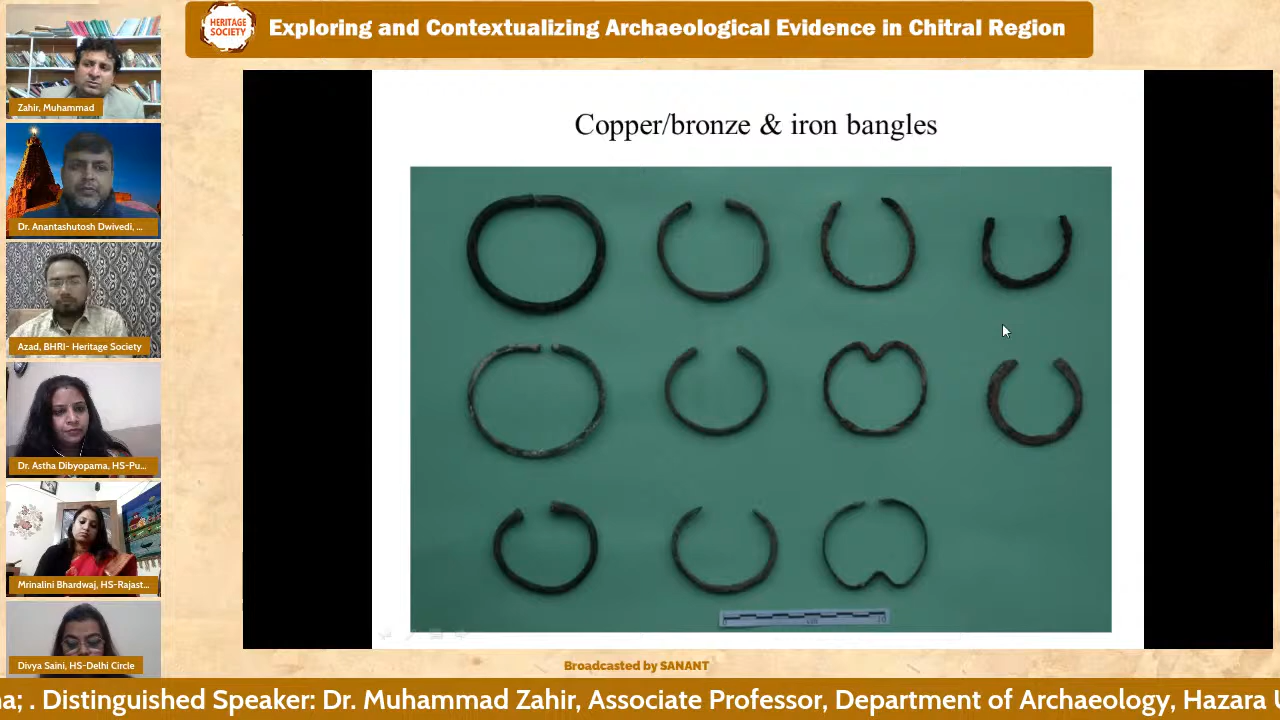 HERITAGE
SOCIETY
Exploring and Contextualizing Archaeological Evidence in Chitral Region
Zahir, Muhammad
Dr. Anantashutosh Dwivedi, ...
Azad, BHRI- Heritage Society
Dr. Astha Dibyopama, HS-Pu...
Mrinalini Bhardwaj, HS-Rajast...
Divya Saini, HS-Delhi Circle
Copper/bronze & iron bangles
Broadcasted by SANANT
na; . Distinguished Speaker: Dr. Muhammad Zahir, Associate Professor, Department of Archaeology, Hazara U